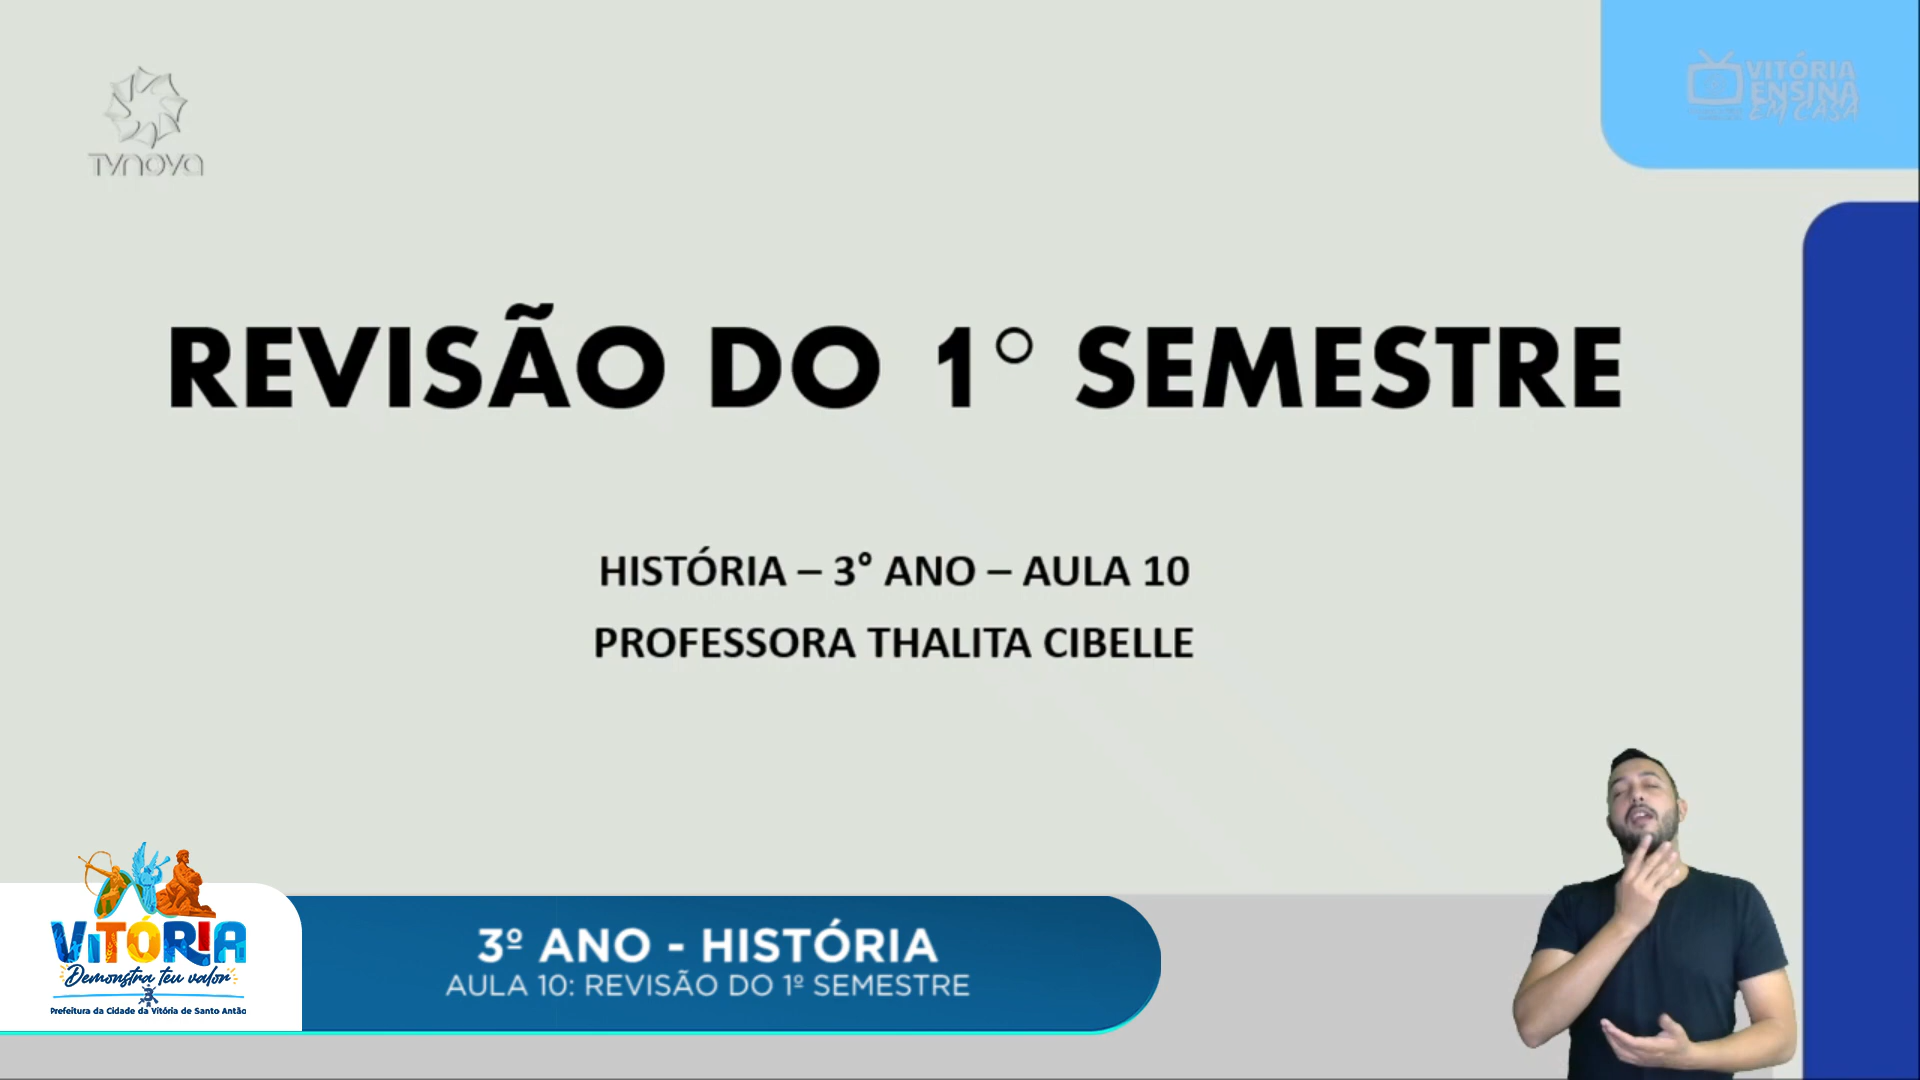 TVNOVA
VITÓRIA
ENSINA
EM CASA
REVISÃO DO 1° SEMESTRE
HISTÓRIA – 3° ANO – AULA 10
PROFESSORA THALITA CIBELLE
VITÓRIA
Demonstra teu valor
Prefeitura da Cidade da Vitória de Santo Antão
3º ANO - HISTÓRIA
AULA 10: REVISÃO DO 1º SEMESTRE